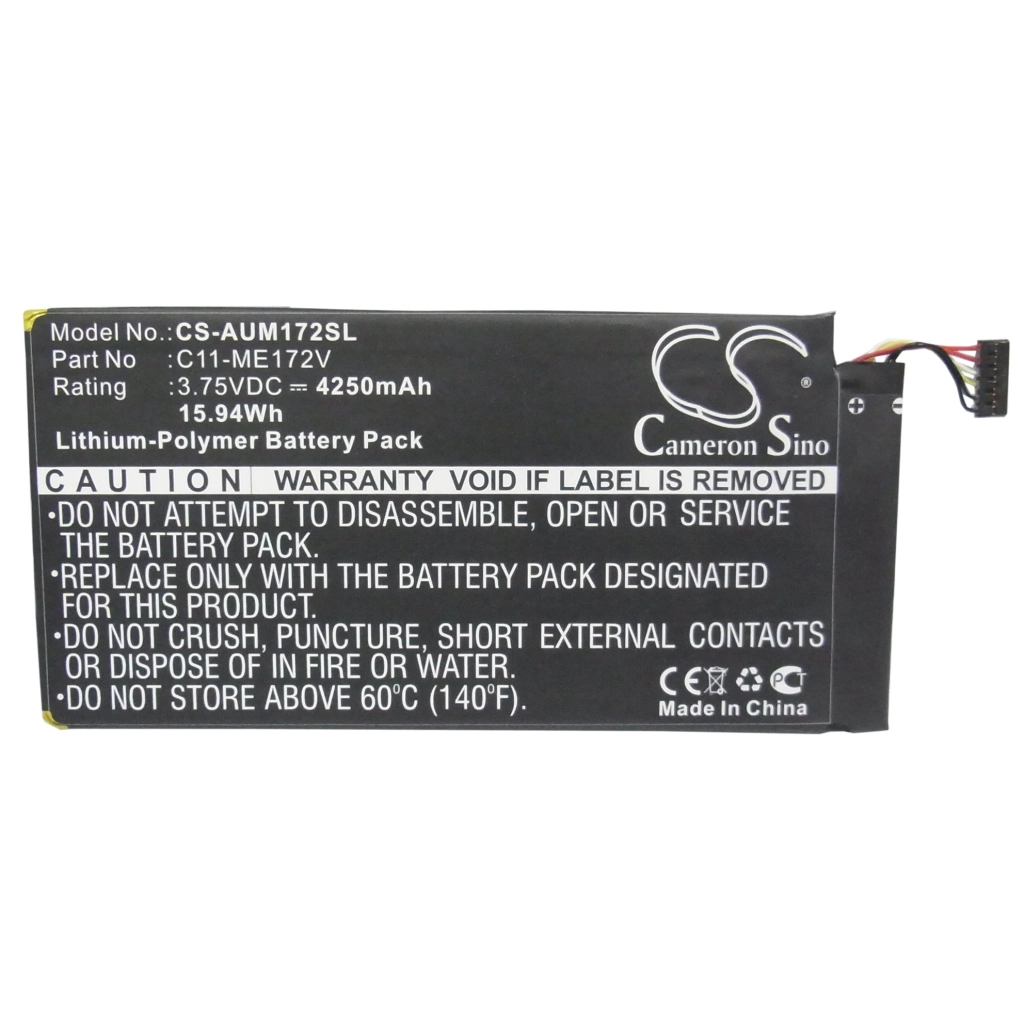 Model No.:CS-AUM172SL
Part No :C11-ME172V
Rating :3.75VDC ⎓ 4250mAh
15.94Wh
Lithium-Polymer Battery Pack
CS®
Cameron Sino
+ -
CAUTION WARRANTY VOID IF LABEL IS REMOVED
•DO NOT ATTEMPT TO DISASSEMBLE, OPEN OR SERVICE
THE BATTERY PACK.
•REPLACE ONLY WITH THE BATTERY PACK DESIGNATED
FOR THIS PRODUCT.
•DO NOT CRUSH, PUNCTURE, SHORT EXTERNAL CONTACTS
OR DISPOSE OF IN FIRE OR WATER.
•DO NOT STORE ABOVE 60°C (140°F).
CE PCT
Made In China